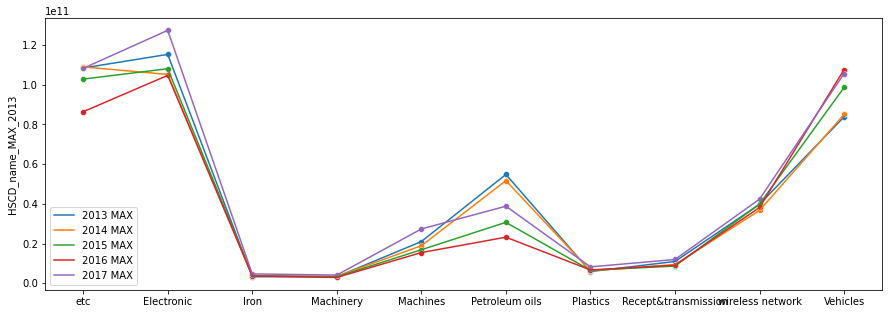 1e11
1.2
1.0
0.8
0.6
0.4
0.2
0.0
HSCD_name_MAX_2013
2013 MAX
2014 MAX
2015 MAX
2016 MAX
2017 MAX
etc Electronic Iron Machinery Machines Petroleum oils Plastics Recept&transmission wireless network Vehicles